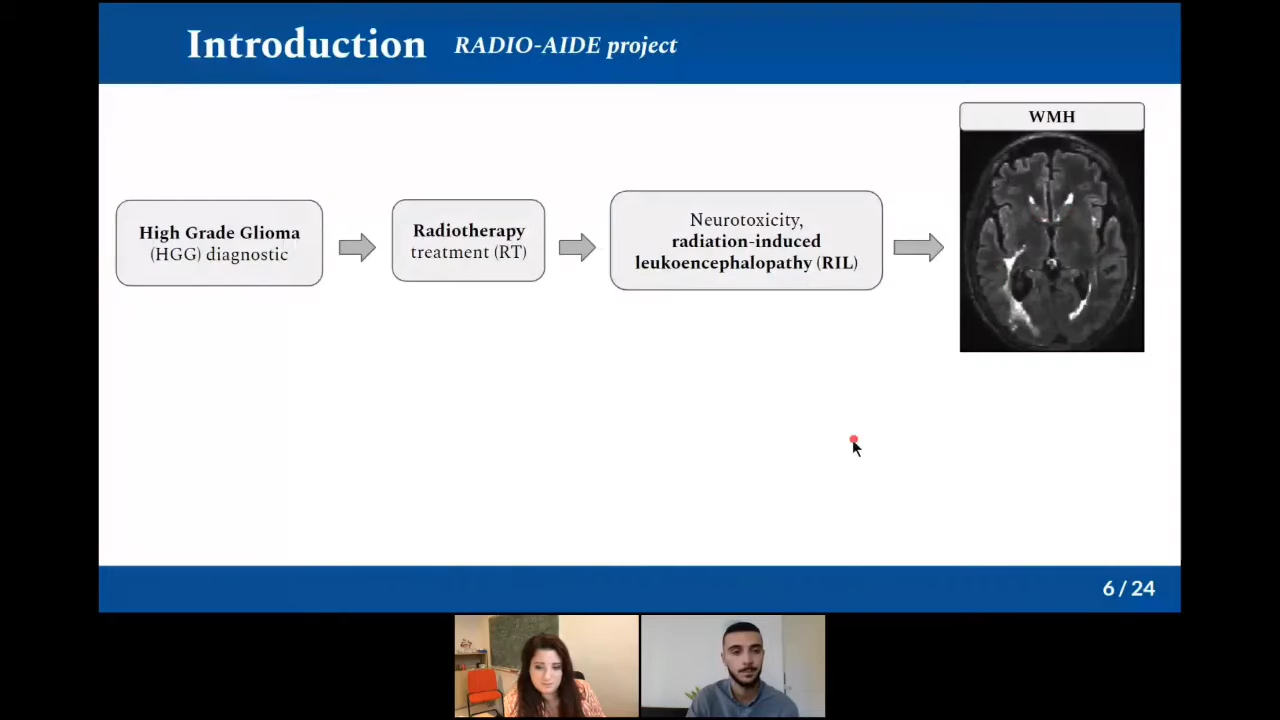 Introduction RADIO-AIDE project
WMH
High Grade Glioma
(HGG) diagnostic
Radiotherapy
treatment (RT)
Neurotoxicity,
radiation-induced
leukoencephalopathy (RIL)
6 / 24